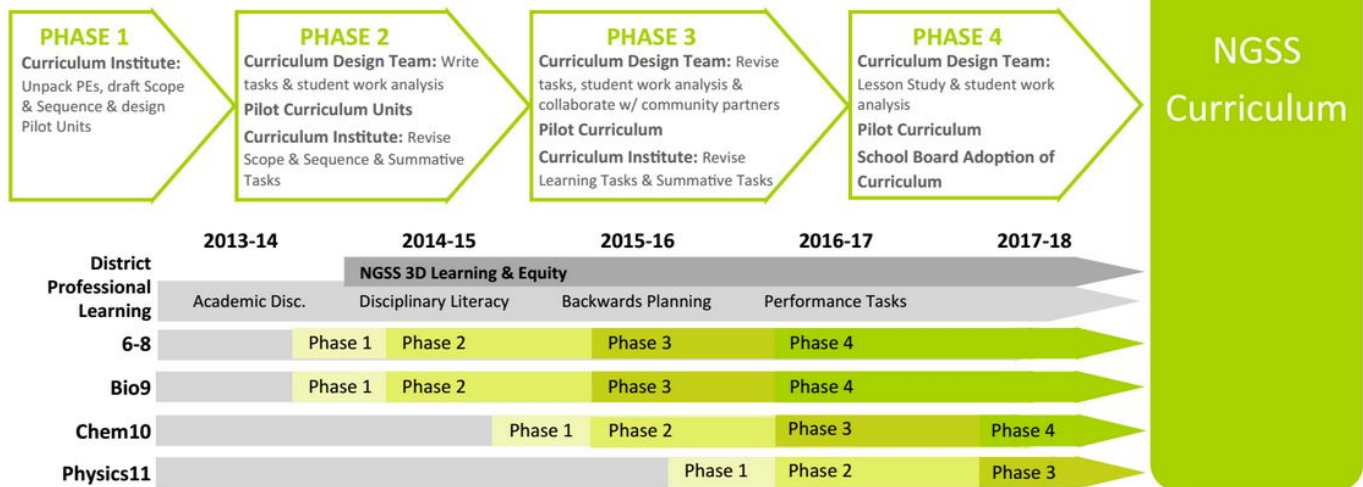 PHASE 1
Curriculum Institute:
Unpack PEs, draft Scope
& Sequence & design
Pilot Units
PHASE 2
Curriculum Design Team: Write
tasks & student work analysis
Pilot Curriculum Units
Curriculum Institute: Revise
Scope & Sequence & Summative
Tasks
PHASE 3
Curriculum Design Team: Revise
tasks, student work analysis &
collaborate w/ community partners
Pilot Curriculum
Curriculum Institute: Revise
Learning Tasks & Summative Tasks
PHASE 4
Curriculum Design Team:
Lesson Study & student work
analysis
Pilot Curriculum
School Board Adoption of
Curriculum
NGSS
Curriculum
2013-14 2014-15 2015-16 2016-17 2017-18
District
Professional
Learning
NGSS 3D Learning & Equity
Academic Disc. Disciplinary Literacy Backwards Planning Performance Tasks
6-8 Phase 1 Phase 2 Phase 3 Phase 4
Bio9 Phase 1 Phase 2 Phase 3 Phase 4
Chem10 Phase 1 Phase 2 Phase 3 Phase 4
Physics11 Phase 1 Phase 2 Phase 3